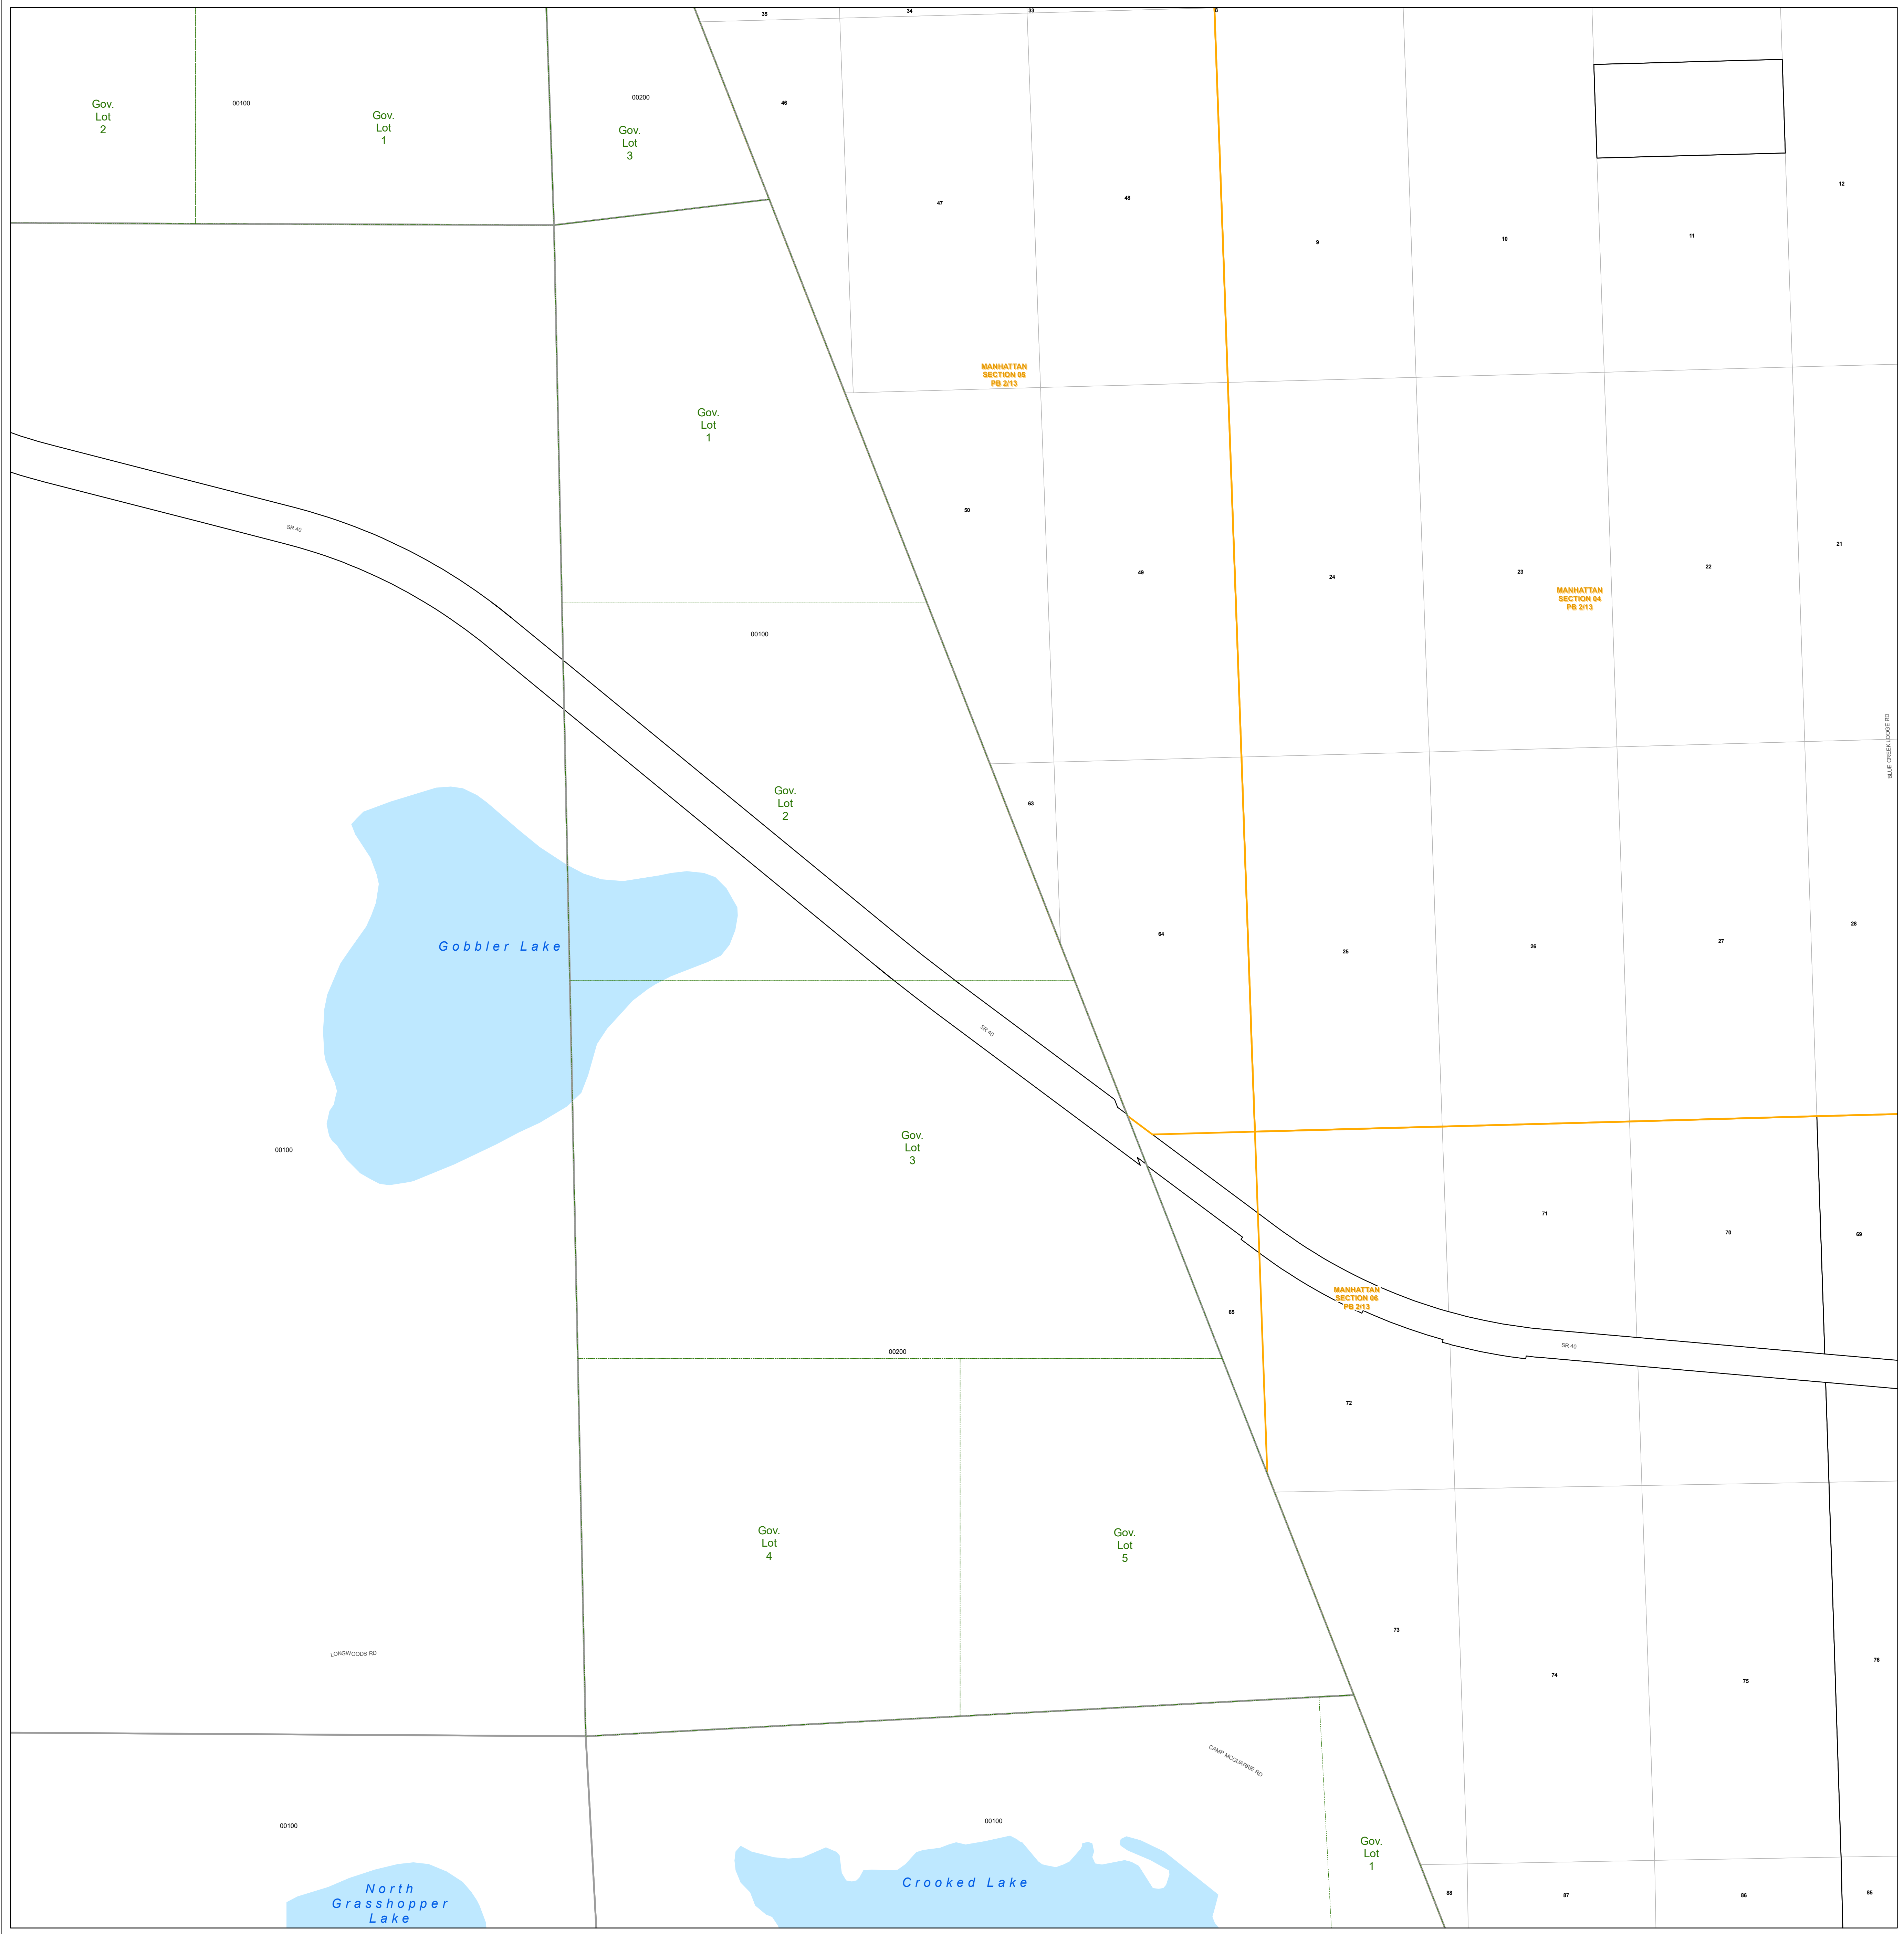 35
34
33
8
Gov.
Lot
2
00100
Gov.
Lot
1
00200
Gov.
Lot
3
46
47
48
9
10
11
12
MANHATTAN
SECTION 05
PB 2/13
Gov.
Lot
1
50
49
24
23
22
21
SR 40
MANHATTAN
SECTION 04
PB 2/13
00100
BLUE CREEK LODGE RD
Gov.
Lot
2
63
Gobbler Lake
64
25
26
27
28
SR 40
00100
Gov.
Lot
3
71
70
69
MANHATTAN
SECTION 06
PB 2/13
65
00200
SR 40
72
Gov.
Lot
4
Gov.
Lot
5
LONGWOODS RD
73
74
75
76
CAMP MCQUARRIE RD
00100
00100
Gov.
Lot
1
North
Grasshopper
Lake
Crooked Lake
88
87
86
85